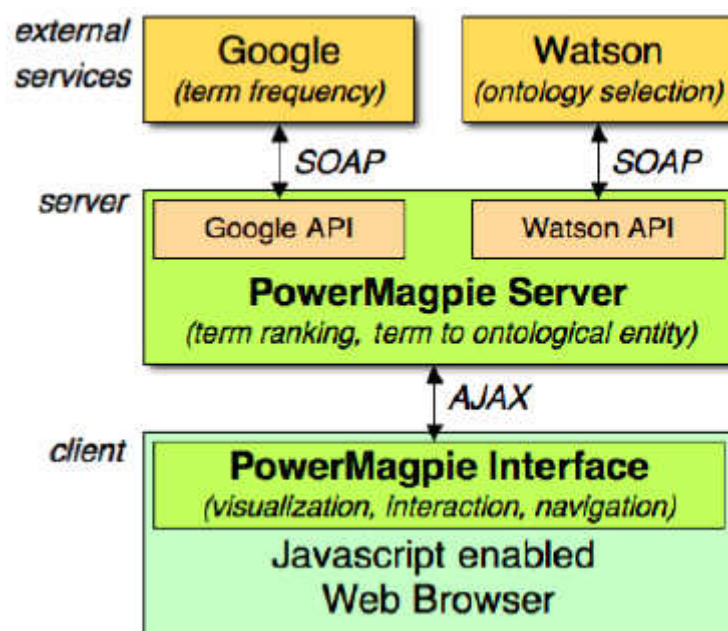 external
services
Google
(term frequency)
Watson
(ontology selection)
SOAP
SOAP
server
Google API
Watson API
PowerMagpie Server
(term ranking, term to ontological entity)
AJAX
client
PowerMagpie Interface
(visualization, interaction, navigation)
Javascript enabled
Web Browser